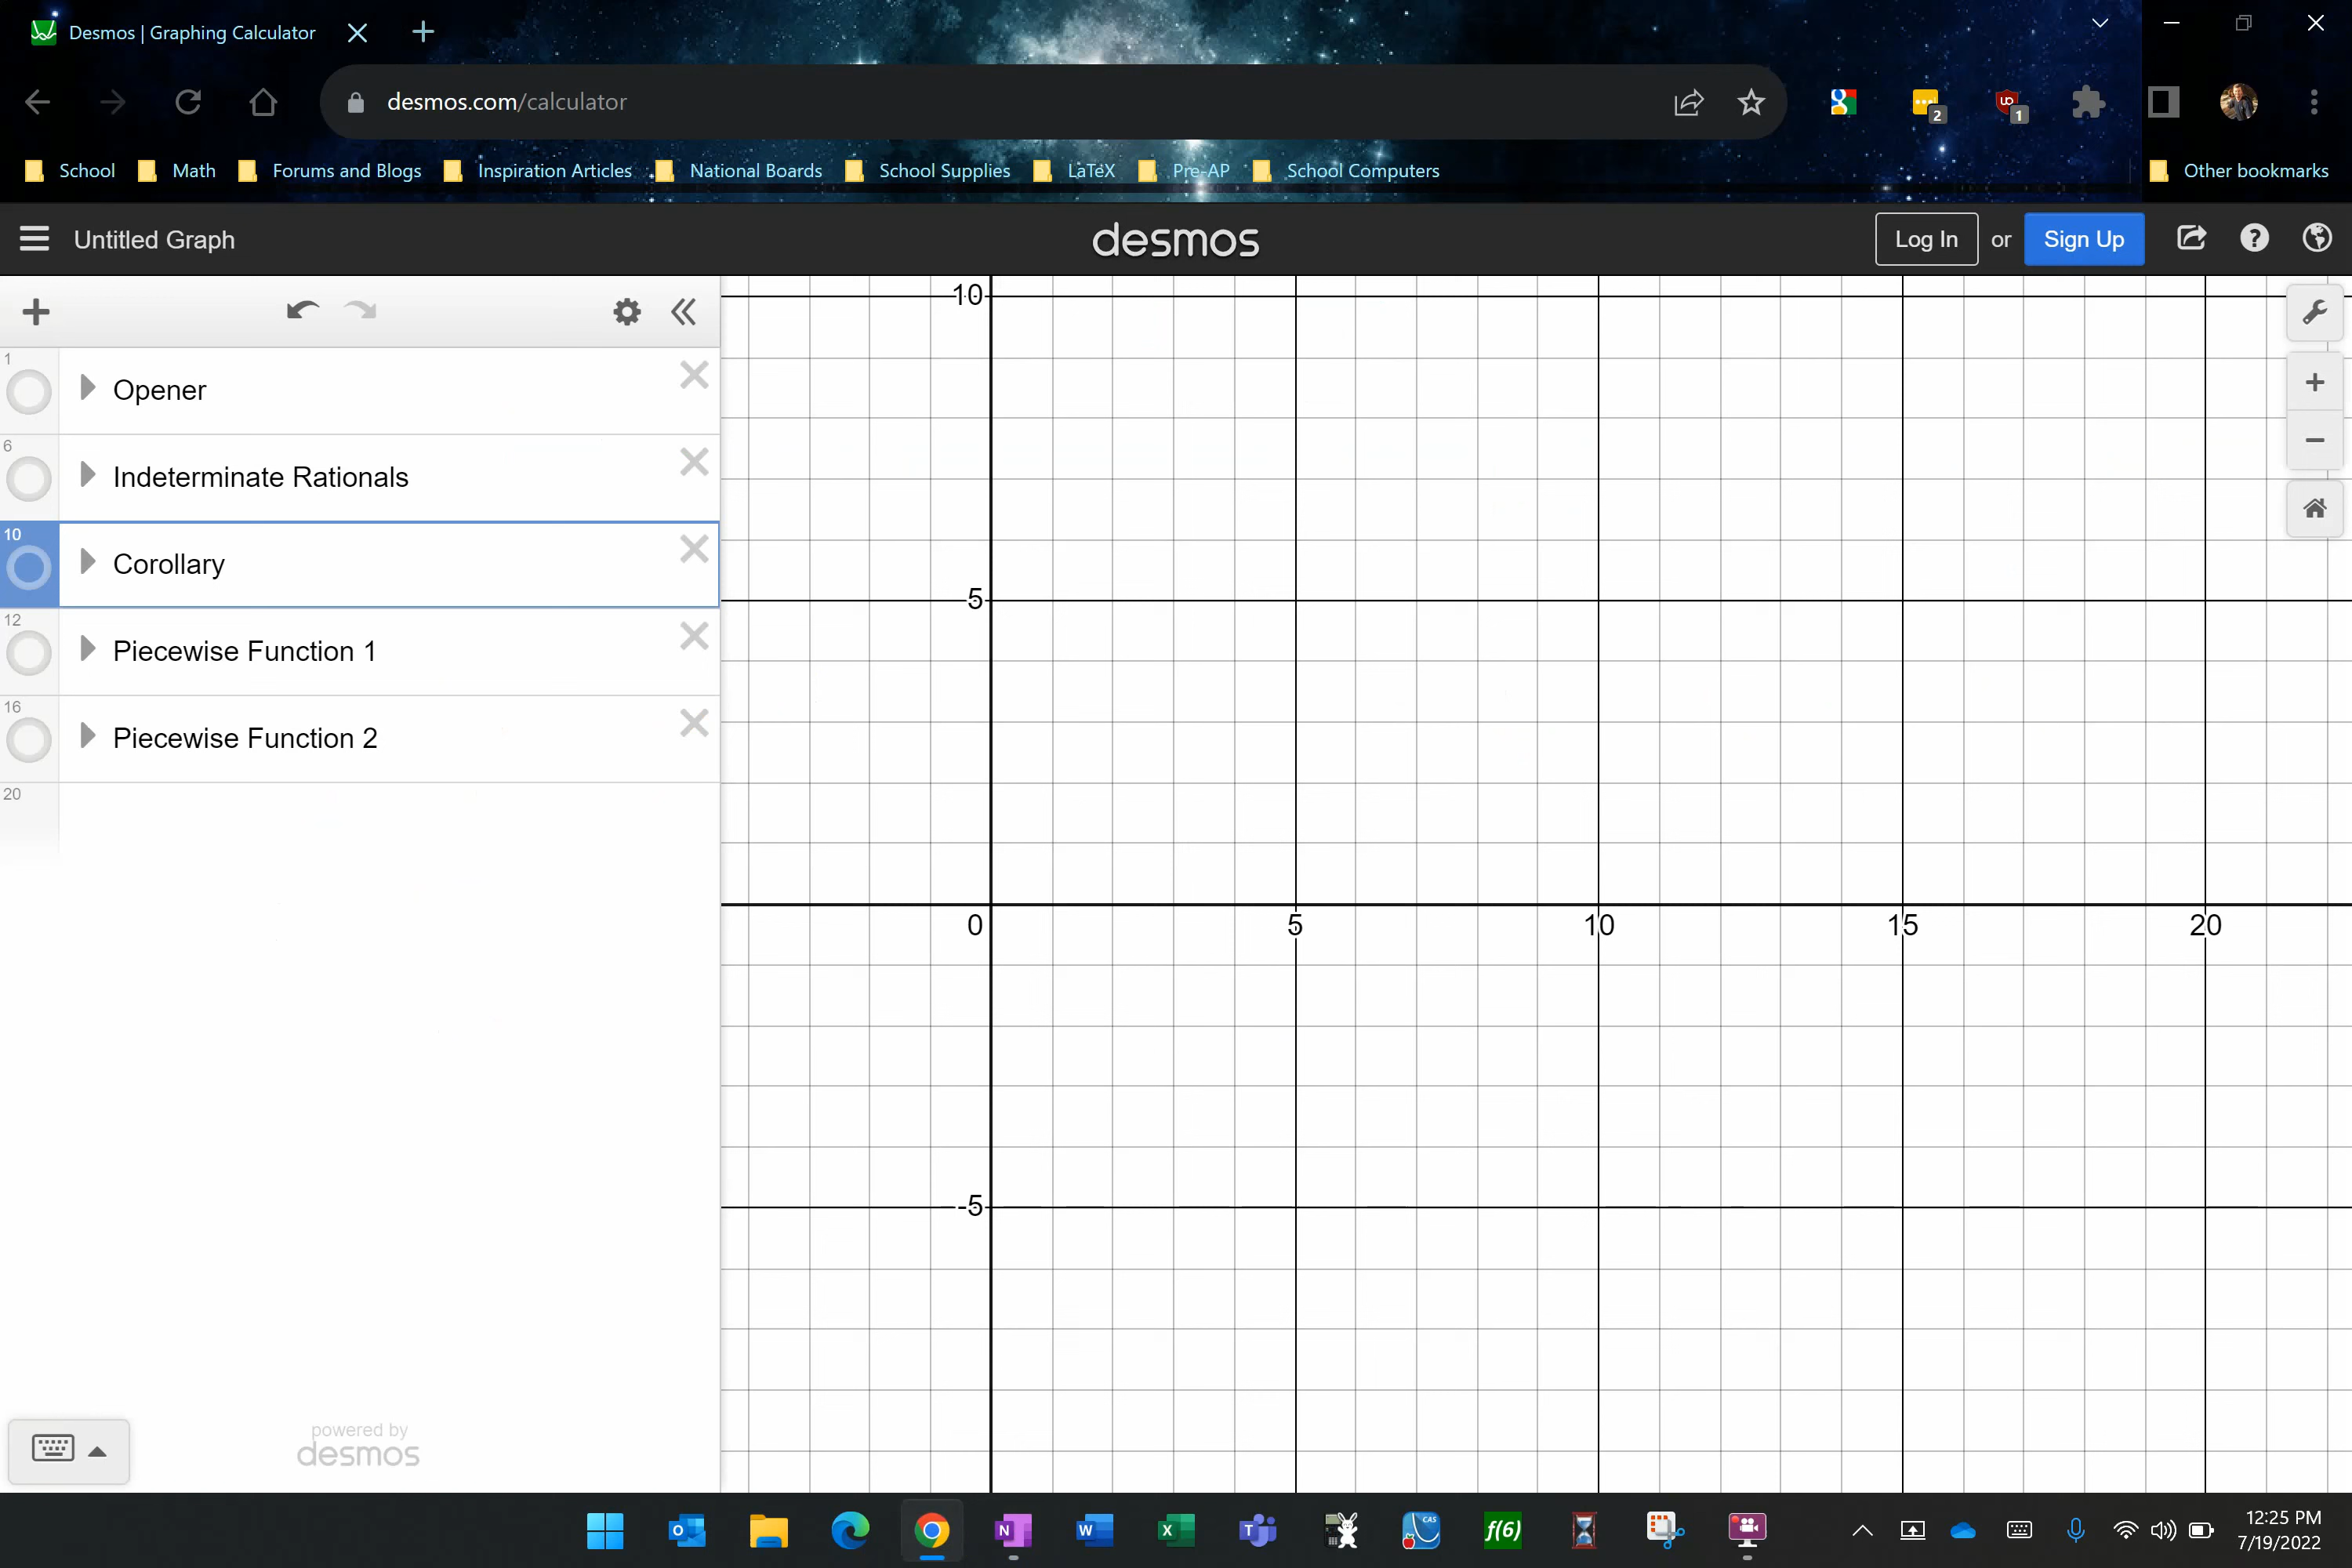 Desmos | Graphing Calculator
desmos.com/calculator
2
1
School Math Forums and Blogs Inspiration Articles National Boards School Supplies LaTeX Pre-AP School Computers Other bookmarks
Untitled Graph desmos Log In or Sign Up
1
Opener
6
Indeterminate Rationals
10
Corollary
12
Piecewise Function 1
16
Piecewise Function 2
20
10
5
0 5 10 15 20
-5
powered by
desmos
f(6)
CAS
12:25 PM
7/19/2022